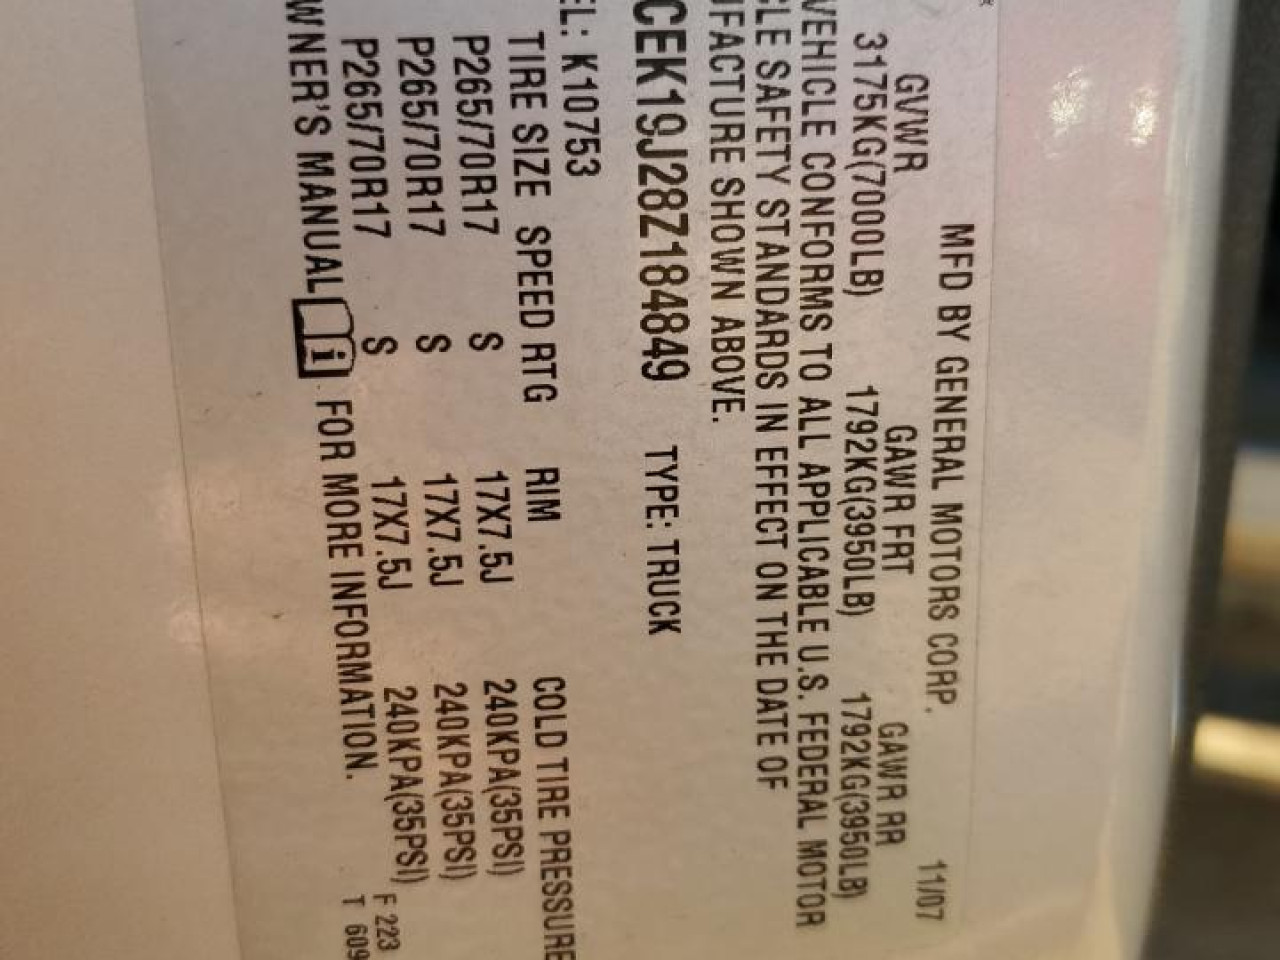 MFD BY GENERAL MOTORS CORP. 11/07
GVWR GAWR FRT GAWR RR
3175KG(7000LB) 1792KG(3950LB) 1792KG(3950LB)
VEHICLE CONFORMS TO ALL APPLICABLE U.S. FEDERAL MOTOR
CLE SAFETY STANDARDS IN EFFECT ON THE DATE OF
UFACTURE SHOWN ABOVE.
CEK19J28Z184849 TYPE: TRUCK
EL: K10753
TIRE SIZE SPEED RTG RIM COLD TIRE PRESSURE
P265/70R17 S 17X7.5J 240KPA(35PSI)
P265/70R17 S 17X7.5J 240KPA(35PSI)
P265/70R17 S 17X7.5J 240KPA(35PSI) F 223
WNER'S MANUAL i FOR MORE INFORMATION. T 609